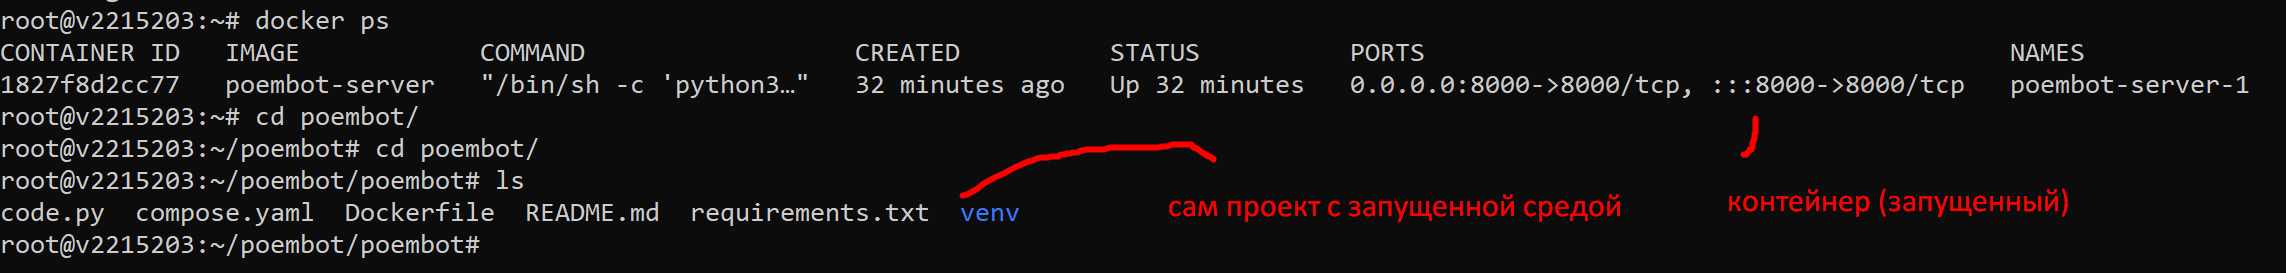 root@v2215203:~# docker ps
CONTAINER ID   IMAGE            COMMAND                  CREATED          STATUS          PORTS                                       NAMES
1827f8d2cc77   poembot-server   "/bin/sh -c 'python3…"   32 minutes ago   Up 32 minutes   0.0.0.0:8000->8000/tcp, :::8000->8000/tcp   poembot-server-1
root@v2215203:~# cd poembot/
root@v2215203:~/poembot# cd poembot/
root@v2215203:~/poembot/poembot# ls
code.py  compose.yaml  Dockerfile  README.md  requirements.txt  venv
сам проект с запущенной средой
контейнер (запущенный)
root@v2215203:~/poembot/poembot#